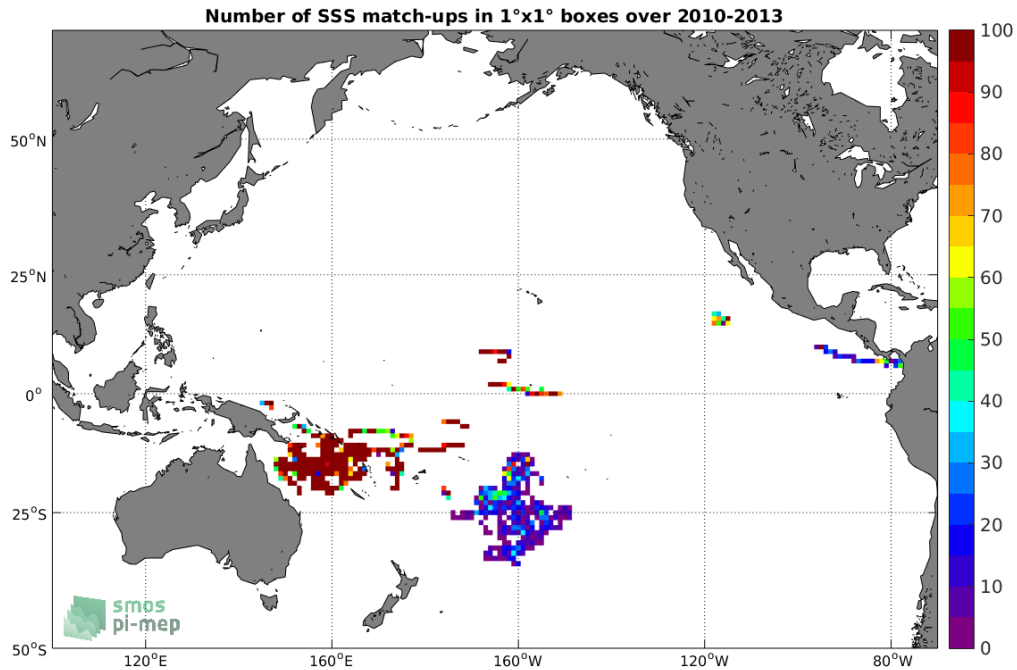 Number of SSS match-ups in 1°x1° boxes over 2010-2013
100
90
80
70
60
50
40
30
20
10
0
50°N
25°N
0°
25°S
50°S
120°E
160°E
160°W
120°W
80°W
smos
pi-mep